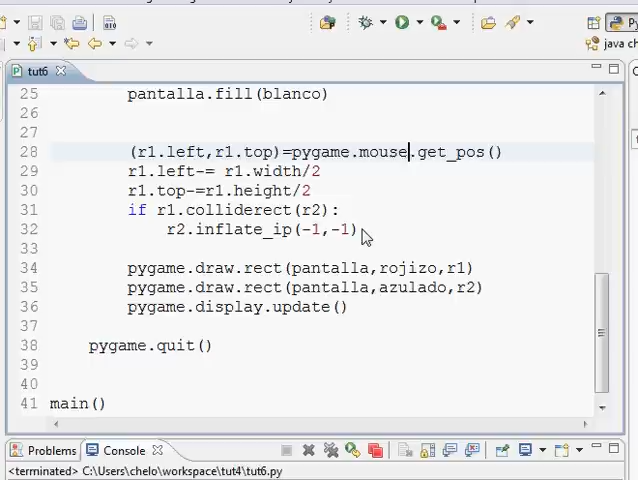 Py
java ch
tut6
25 pantalla.fill(blanco)
26
27
28 (r1.left,r1.top)=pygame.mouse.get_pos()
29 r1.left-= r1.width/2
30 r1.top-=r1.height/2
31 if r1.colliderect(r2):
32 r2.inflate_ip(-1,-1)
33
34 pygame.draw.rect(pantalla,rojizo,r1)
35 pygame.draw.rect(pantalla,azulado,r2)
36 pygame.display.update()
37
38 pygame.quit()
39
40
41 main()
Problems Console
<terminated> C:\Users\chelo\workspace\tut4\tut6.py